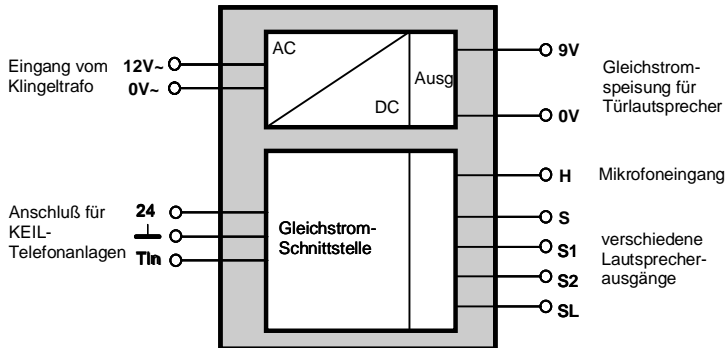 Eingang vom
Klingeltrafo
12V~
0V~
AC
DC
Ausg
9V
0V
Gleichstrom-
speisung für
Türlautsprecher
Anschluß für
KEIL-
Telefonanlagen
24
Tln
Gleichstrom-
Schnittstelle
H
Mikrofoneingang
S
S1
S2
SL
verschiedene
Lautsprecher-
ausgänge